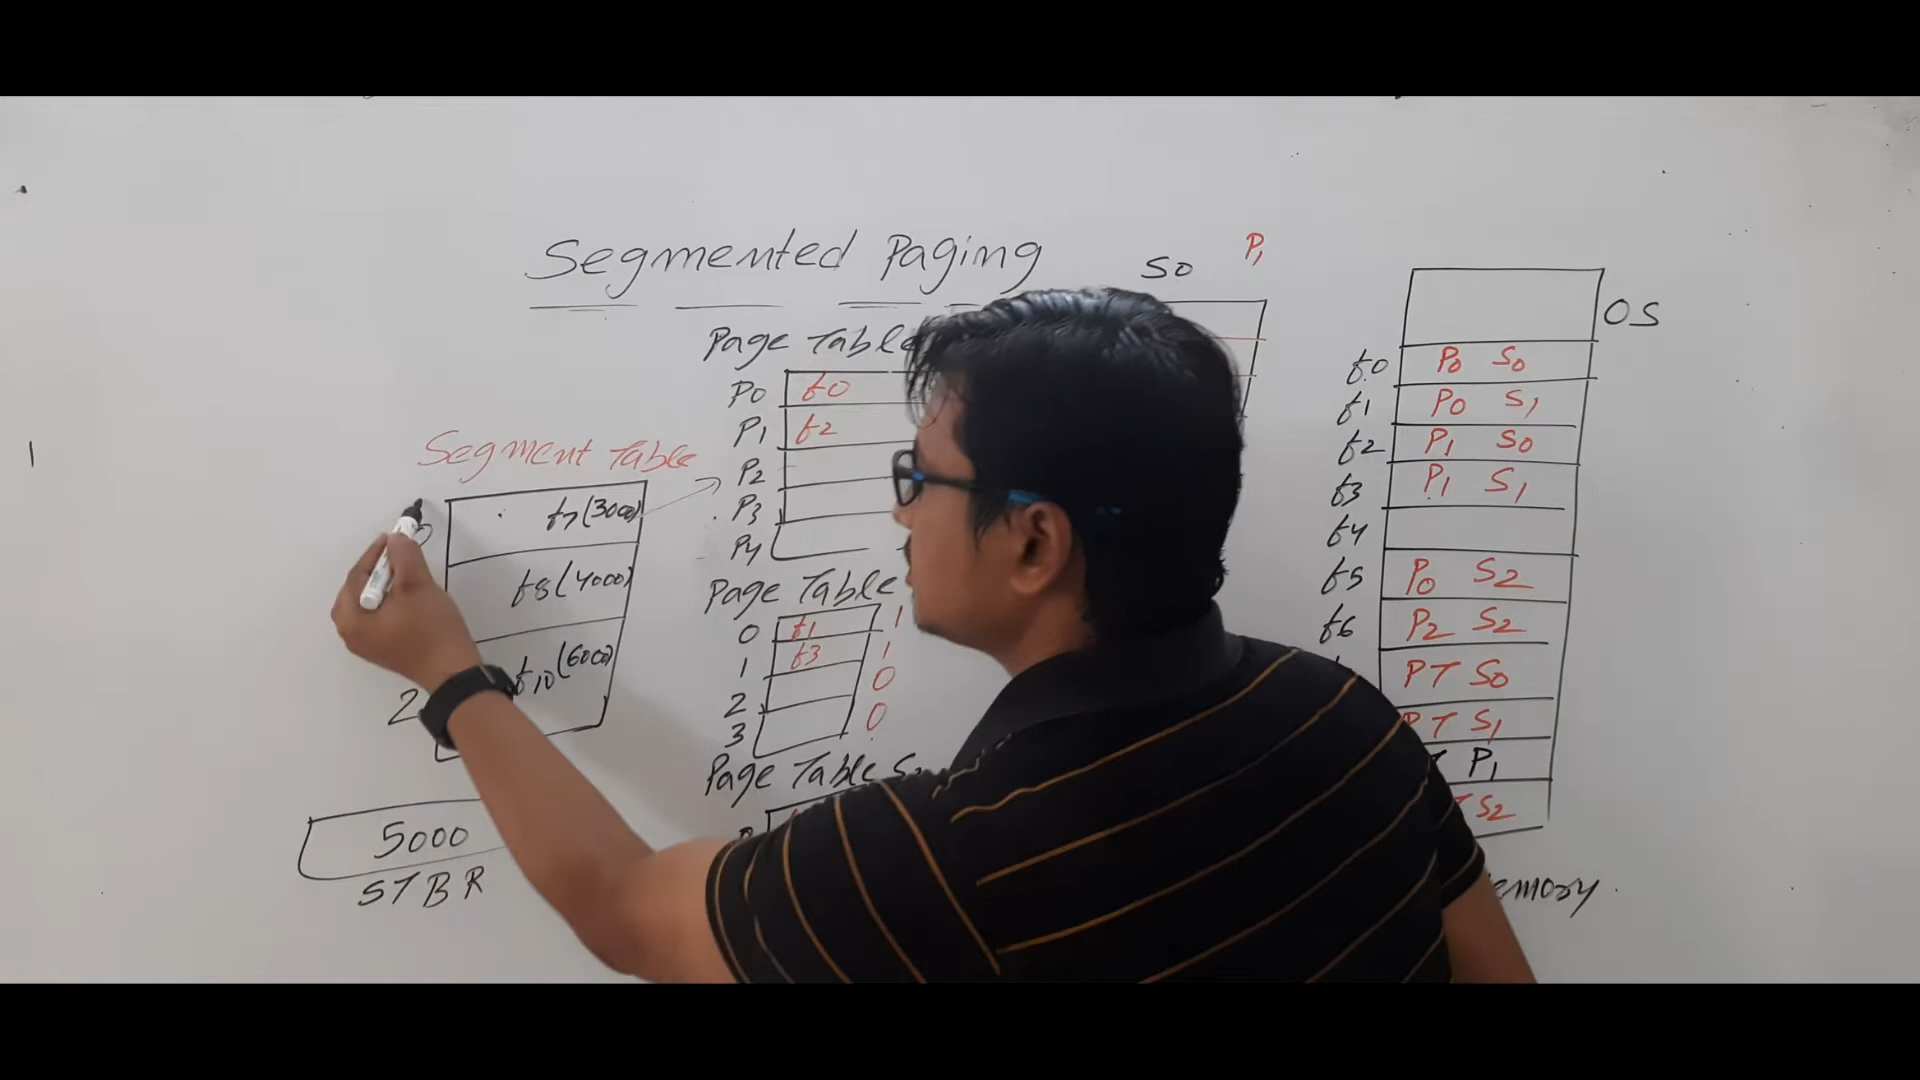 Segmented Paging
S0 P1
Page Table
P0 f0
P1 f2
P2
P3
P4
Segment Table
f7(3000)
f8(4000)
2 f10(6000)
5000
STBR
Page Table
0 f1 1
1 f3 1
2 0
3 0
Page Table
OS
f0 P0 S0
f1 P0 S1
f2 P1 S0
f3 P1 S1
f4
f5 P0 S2
f6 P2 S2
PT S0
PT S1
P1
S2